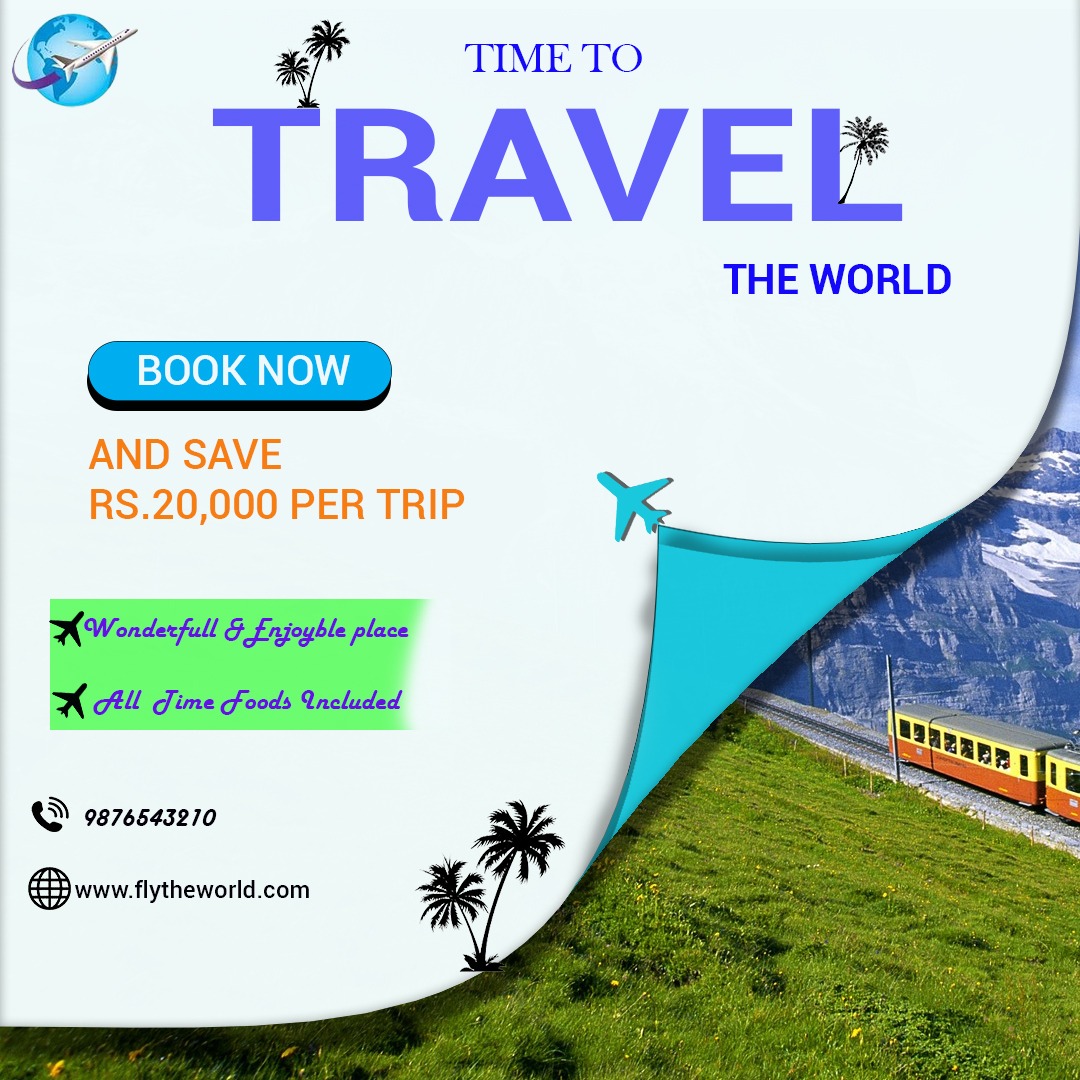 TIME TO
TRAVEL
THE WORLD
BOOK NOW
AND SAVE
RS.20,000 PER TRIP
Wonderfull & Enjoyble place
All Time Foods Included
9876543210
www.flytheworld.com